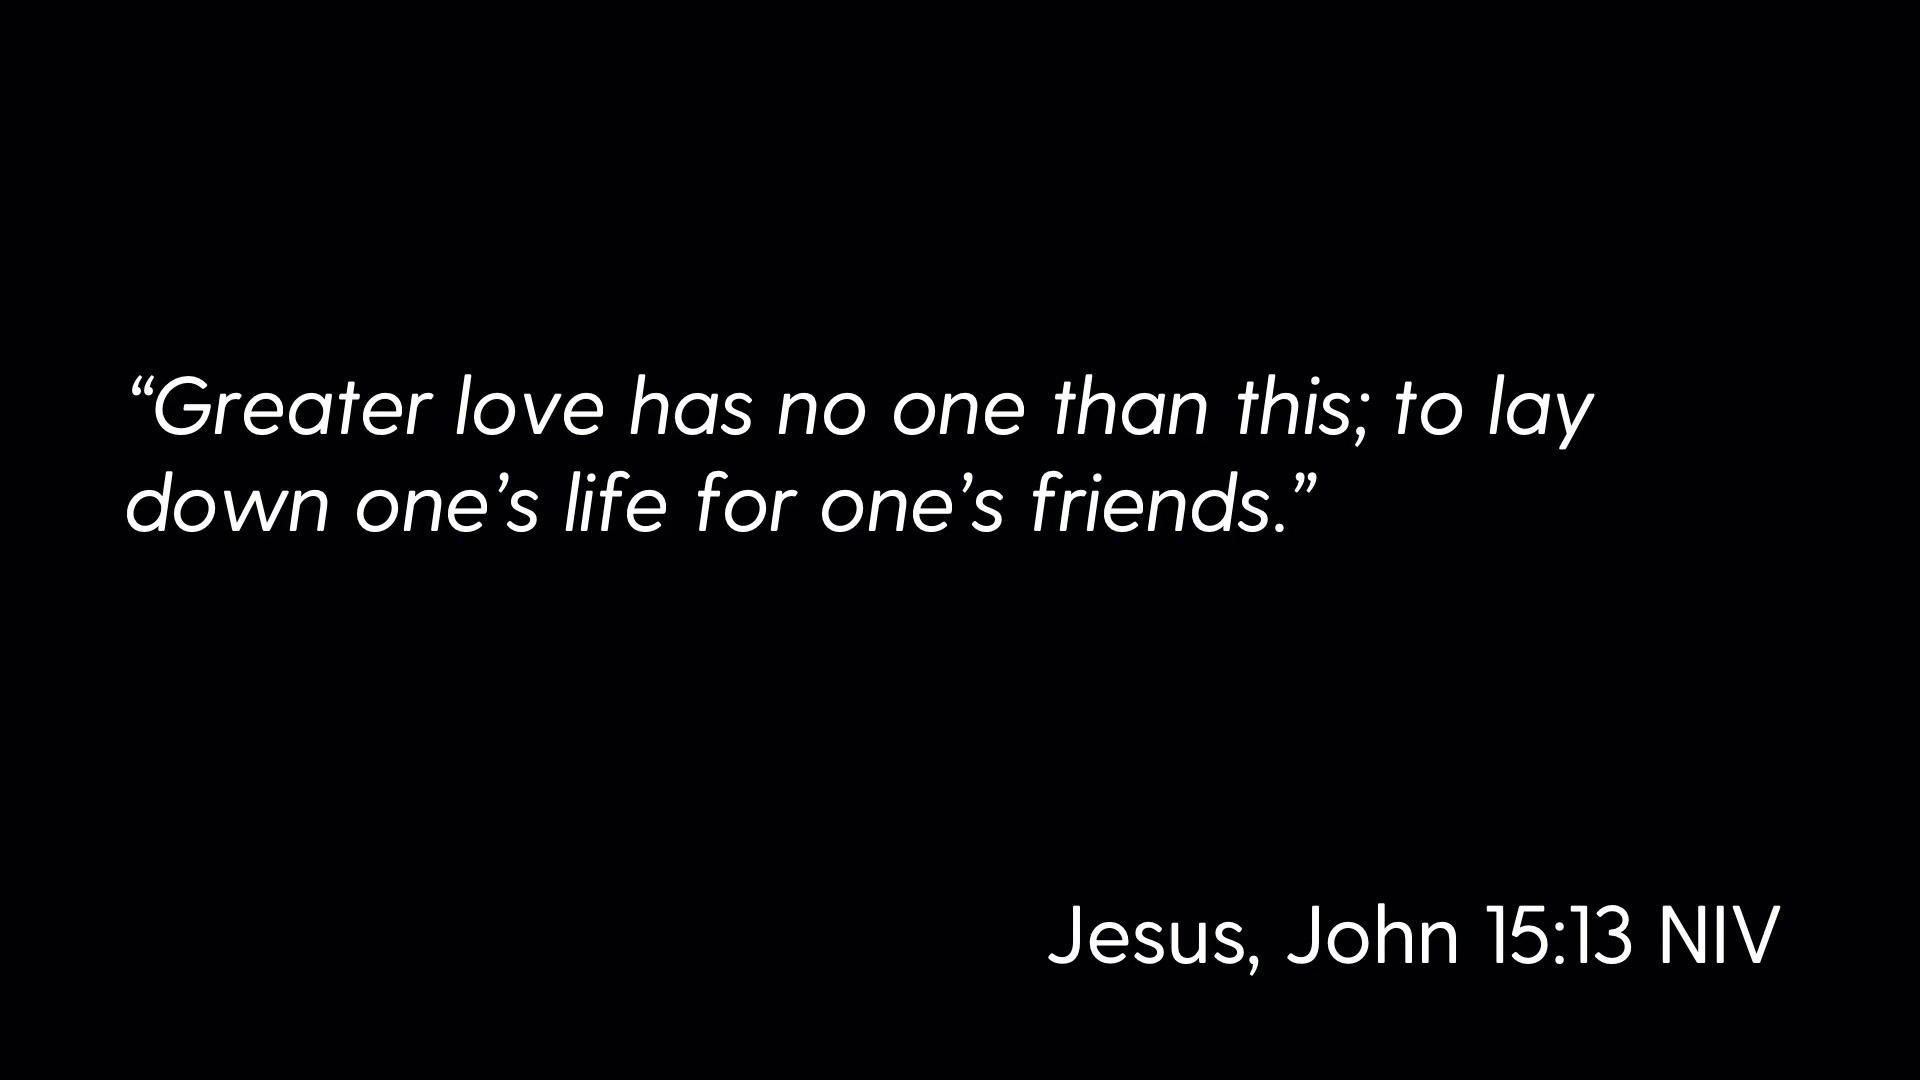 “Greater love has no one than this; to lay
down one’s life for one’s friends.”
Jesus, John 15:13 NIV